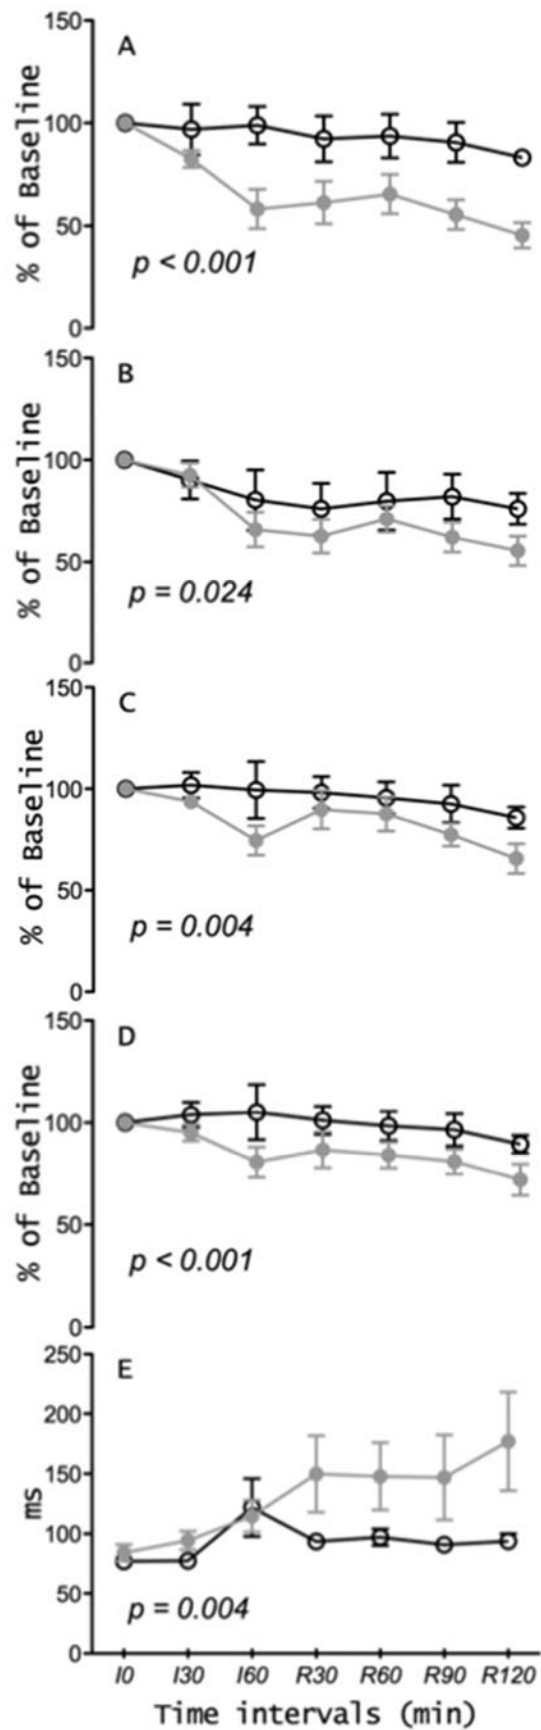 150
A
100
50
0
% of Baseline
p < 0.001
150
B
100
50
0
% of Baseline
p = 0.024
150
C
100
50
0
% of Baseline
p = 0.004
150
D
100
50
0
% of Baseline
p < 0.001
250
E
200
150
100
50
0
ms
p = 0.004
I0 I30 I60 R30 R60 R90 R120
Time intervals (min)